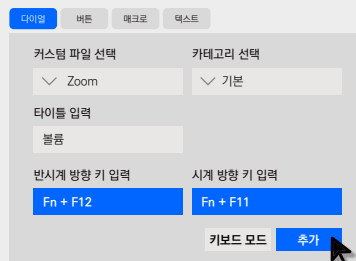 다이얼 버튼 매크로 텍스트
커스텀 파일 선택 카테고리 선택
Zoom 기본
타이틀 입력
볼륨
반시계 방향 키 입력 시계 방향 키 입력
Fn + F12 Fn + F11
키보드 모드 추가